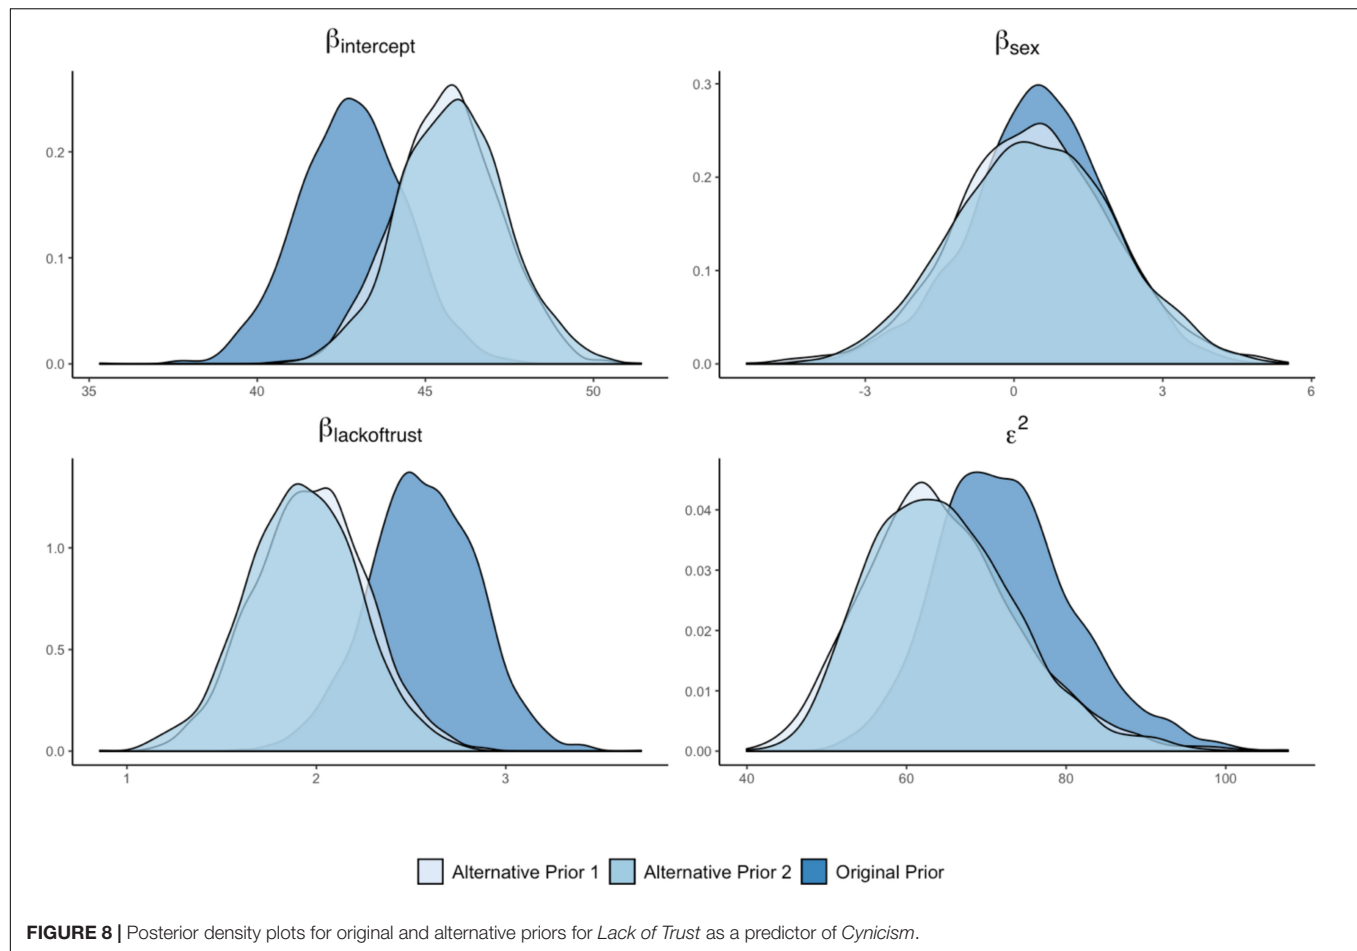 βintercept
0.2
0.1
0.0
35 40 45 50
βsex
0.3
0.2
0.1
0.0
-3 0 3 6
βlackoftrust
1.0
0.5
0.0
1 2 3
ε²
0.04
0.03
0.02
0.01
0.00
40 60 80 100
Alternative Prior 1 Alternative Prior 2 Original Prior
FIGURE 8 | Posterior density plots for original and alternative priors for Lack of Trust as a predictor of Cynicism.